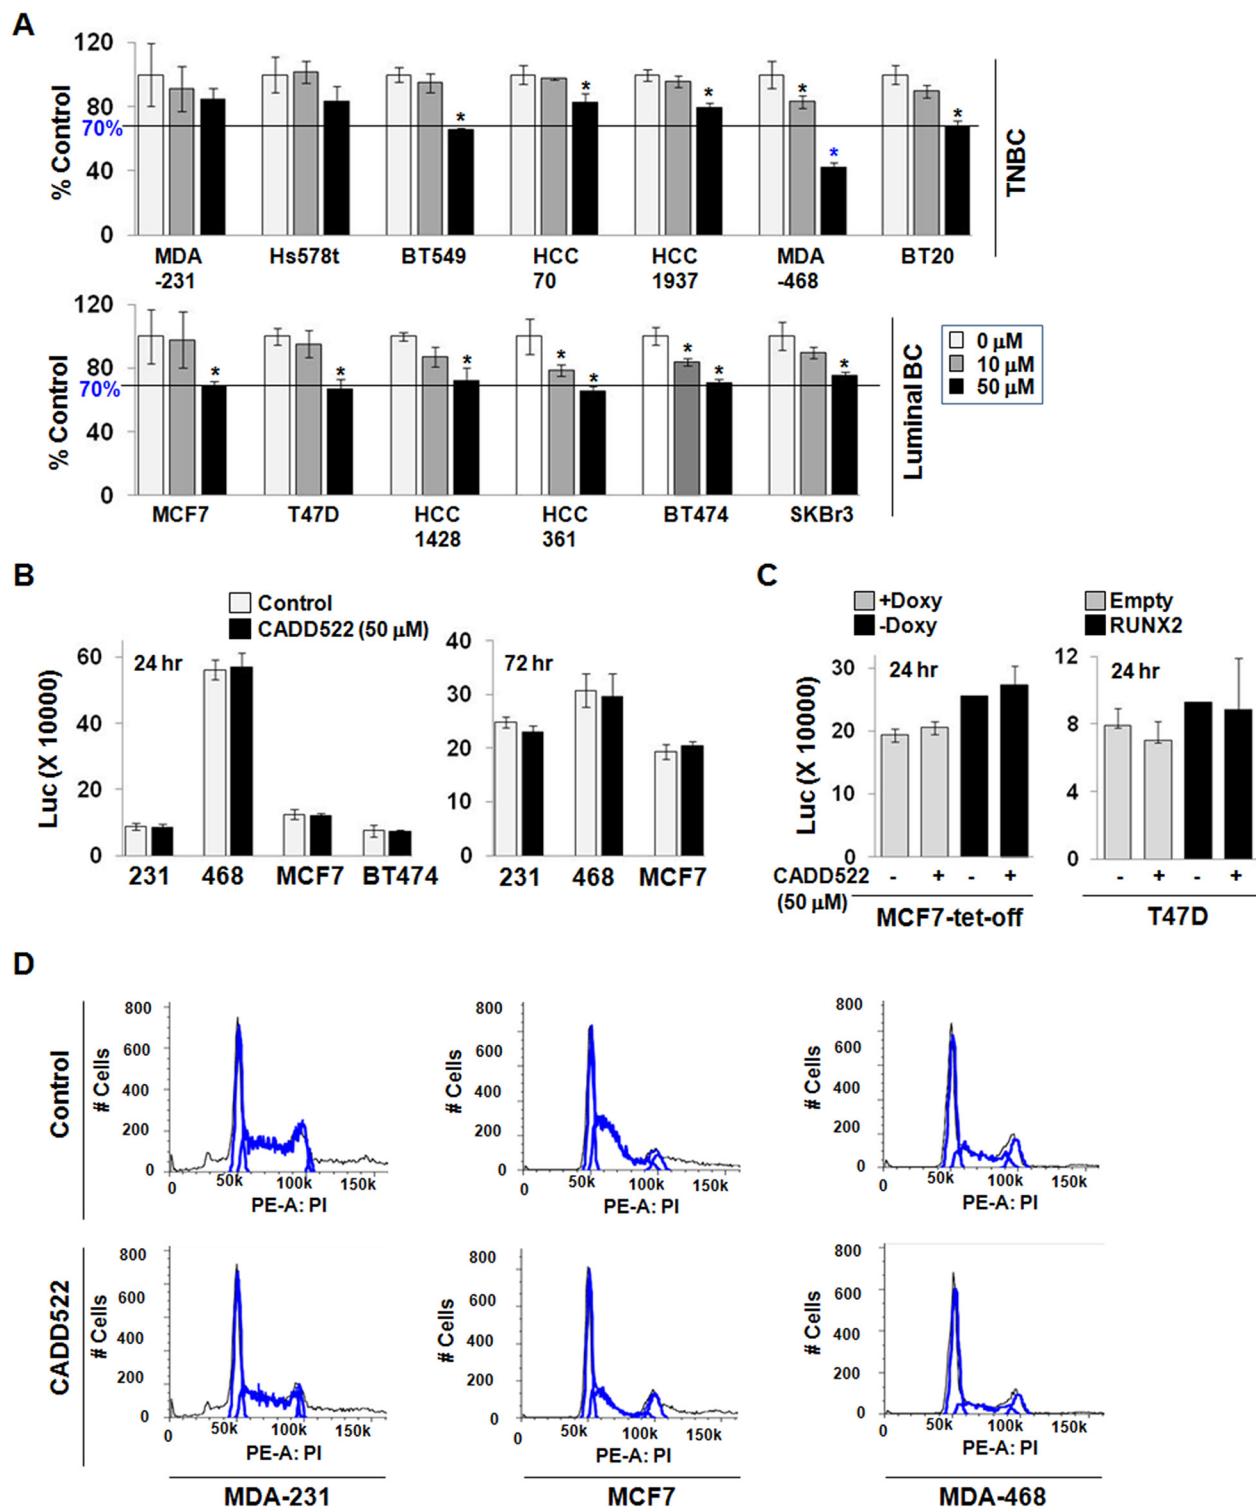 A
120
80
70%
40
0
% Control
* * * * * * *
MDA -231 Hs578t BT549 HCC 70 HCC 1937 MDA -468 BT20
TNBC
120
80
70%
40
0
% Control
* * * * * * * *
MCF7 T47D HCC 1428 HCC 361 BT474 SKBr3
Luminal BC
0 μM
10 μM
50 μM
B
Control
CADD522 (50 μM)
Luc (X 10000)
60
40
20
0
24 hr
231 468 MCF7 BT474
40
30
20
10
0
72 hr
231 468 MCF7
C
+Doxy
-Doxy
Luc (X 10000)
30
20
10
0
24 hr
CADD522 - + - +
(50 μM)
MCF7-tet-off
Empty
RUNX2
12
8
4
0
24 hr
- + - +
T47D
D
Control
# Cells
800
600
400
200
0
0 50k 100k 150k
PE-A: PI
# Cells
800
600
400
200
0
0 50k 100k 150k
PE-A: PI
# Cells
800
600
400
200
0
0 50k 100k 150k
PE-A: PI
CADD522
# Cells
800
600
400
200
0
0 50k 100k 150k
PE-A: PI
MDA-231
# Cells
800
600
400
200
0
0 50k 100k 150k
PE-A: PI
MCF7
# Cells
800
600
400
200
0
0 50k 100k 150k
PE-A: PI
MDA-468